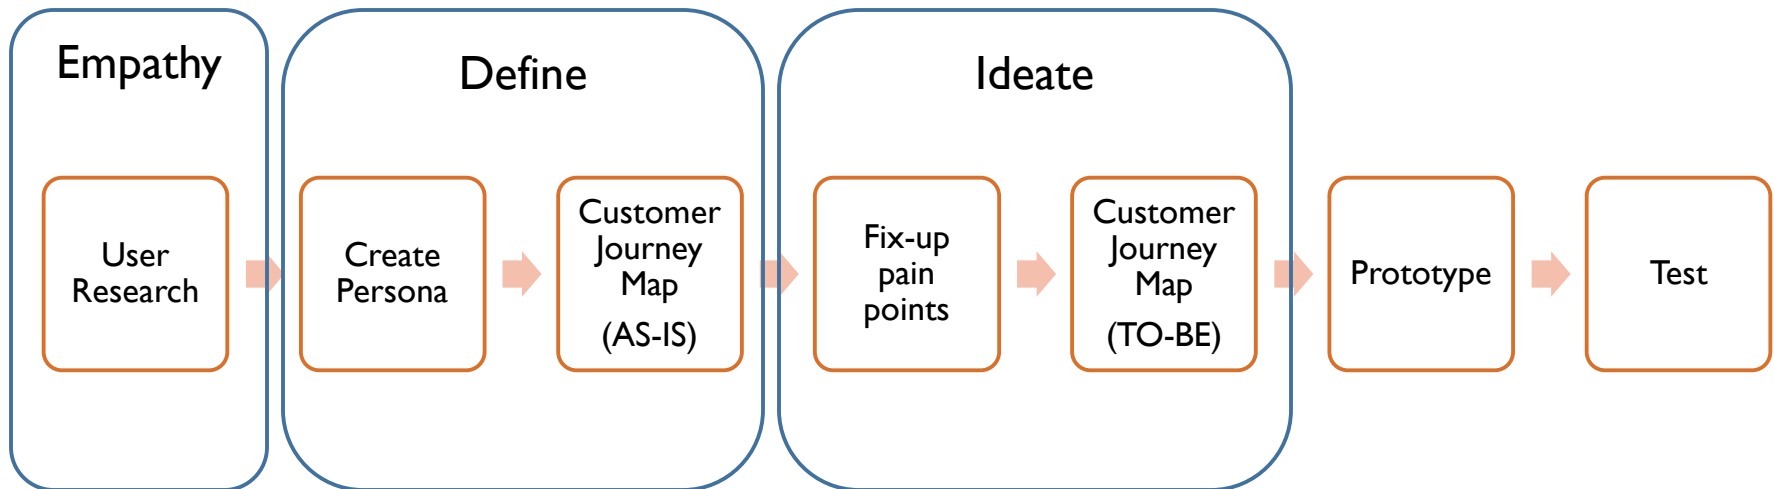 Empathy
Define
Ideate
User
Research
Create
Persona
Customer
Journey
Map
(AS-IS)
Fix-up
pain
points
Customer
Journey
Map
(TO-BE)
Prototype
Test